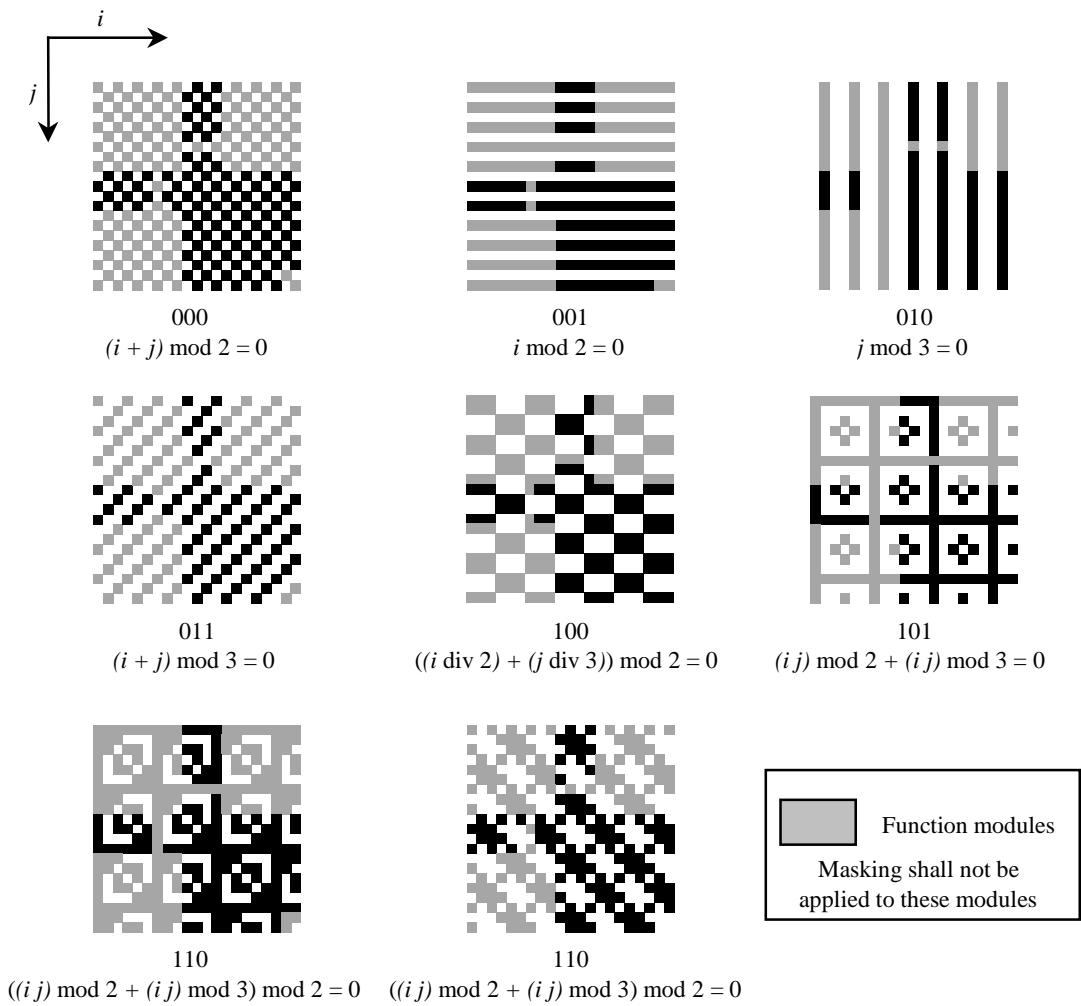 i
j
000
(i + j) mod 2 = 0
001
i mod 2 = 0
010
j mod 3 = 0
011
(i + j) mod 3 = 0
100
((i div 2) + (j div 3)) mod 2 = 0
101
(i j) mod 2 + (i j) mod 3 = 0
110
((i j) mod 2 + (i j) mod 3) mod 2 = 0
110
((i j) mod 2 + (i j) mod 3) mod 2 = 0
Function modules
Masking shall not be
applied to these modules